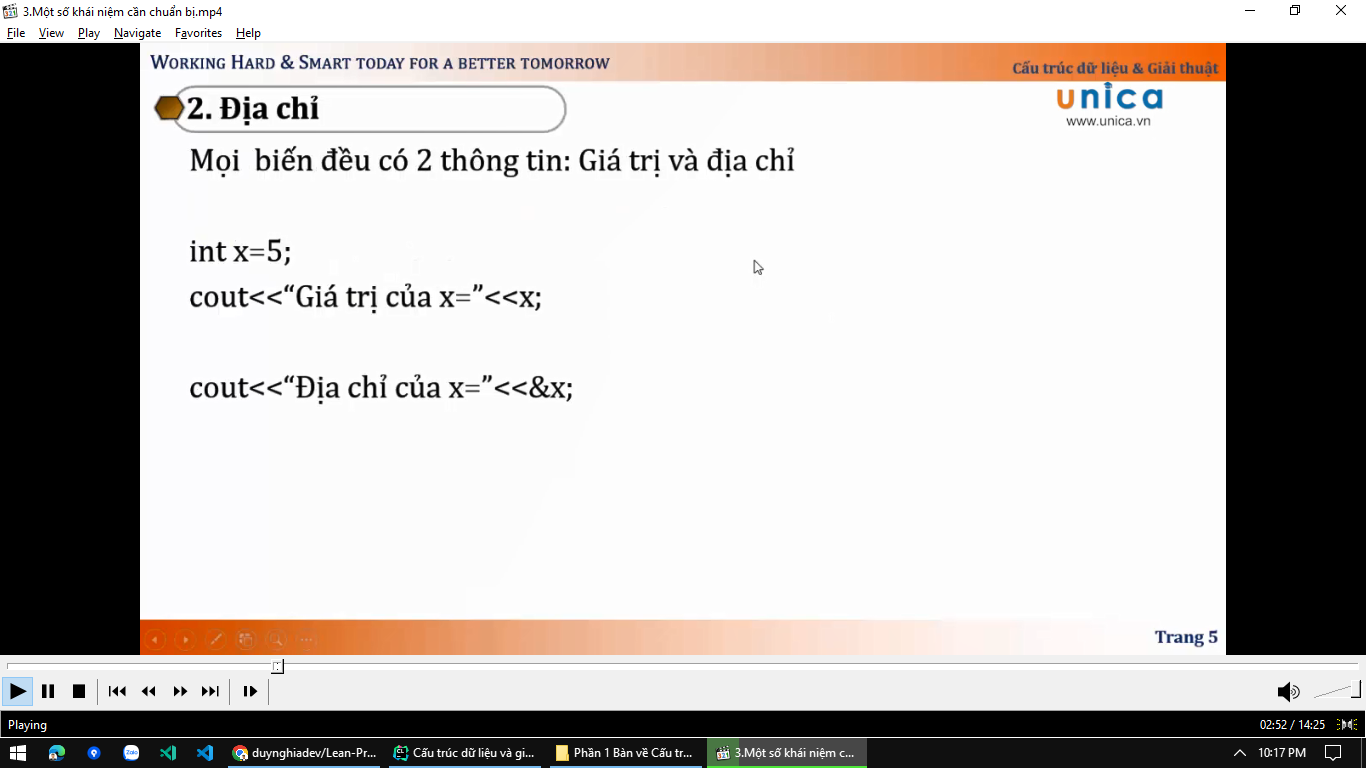 3.Một số khái niệm cần chuẩn bị.mp4
File View Play Navigate Favorites Help
WORKING HARD & SMART TODAY FOR A BETTER TOMORROW
Cấu trúc dữ liệu & Giải thuật
unica
www.unica.vn
2. Địa chỉ
Mọi biến đều có 2 thông tin: Giá trị và địa chỉ
int x=5;
cout<<“Giá trị của x=”<<x;
cout<<“Địa chỉ của x=”<<&x;
Trang 5
Playing
02:52 / 14:25
duynghiadev/Lean-Pr...
Cấu trúc dữ liệu và gi...
Phần 1 Bàn về Cấu tr...
3.Một số khái niệm c...
10:17 PM